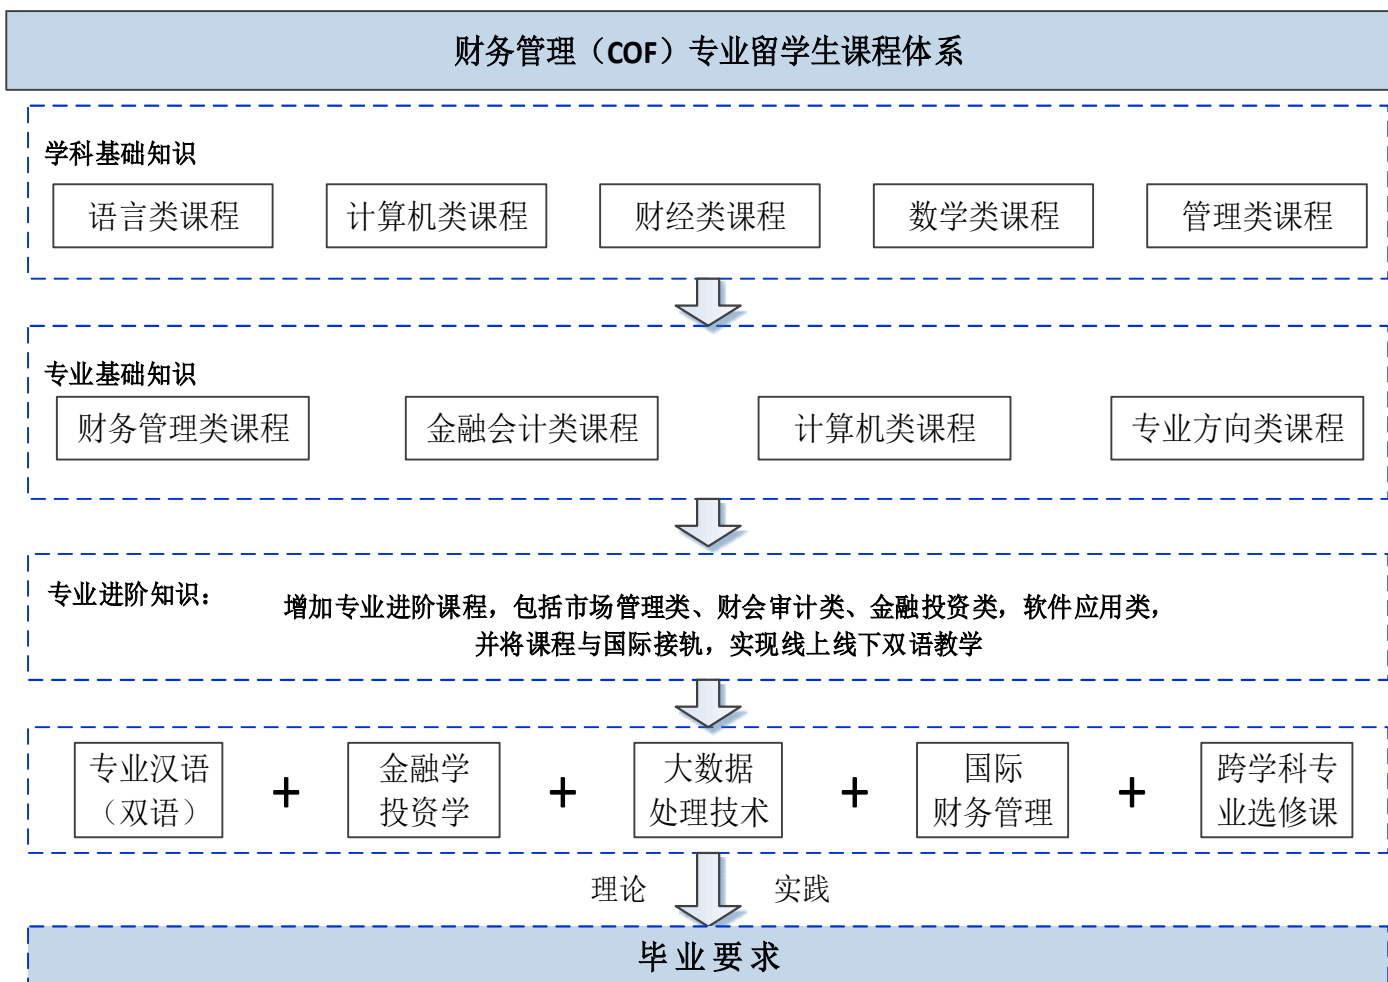 财务管理（COF）专业留学生课程体系
学科基础知识
语言类课程
计算机类课程
财经类课程
数学类课程
管理类课程
专业基础知识
财务管理类课程
金融会计类课程
计算机类课程
专业方向类课程
专业进阶知识：
增加专业进阶课程，包括市场管理类、财会审计类、金融投资类，软件应用类，
并将课程与国际接轨，实现线上线下双语教学
专业汉语
（双语）
+
金融学
投资学
+
大数据
处理技术
+
国际
财务管理
+
跨学科专
业选修课
理论
实践
毕业要求